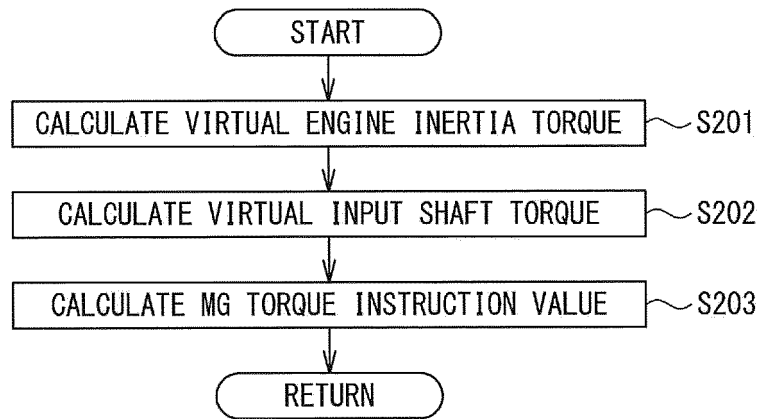 START
CALCULATE VIRTUAL ENGINE INERTIA TORQUE S201
CALCULATE VIRTUAL INPUT SHAFT TORQUE S202
CALCULATE MG TORQUE INSTRUCTION VALUE S203
RETURN